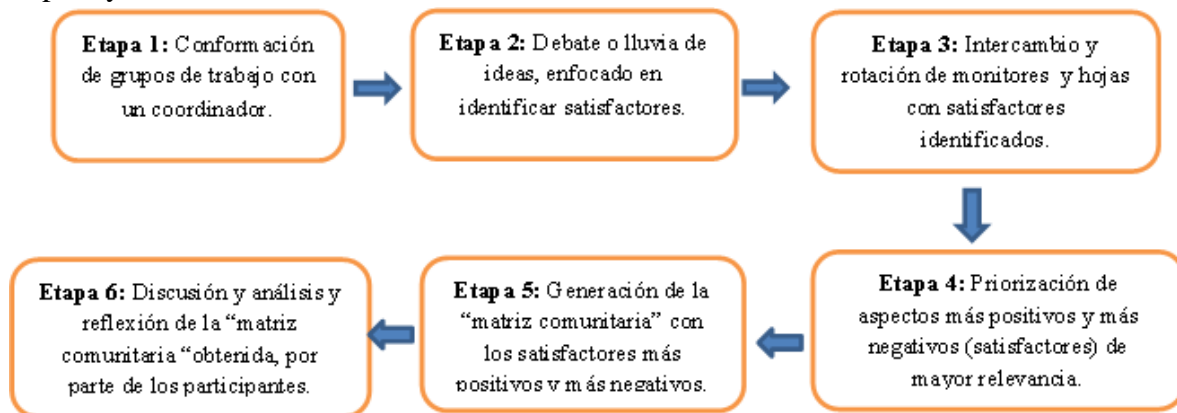 Etapa 1: Conformación
de grupos de trabajo con
un coordinador.
Etapa 2: Debate o lluvia de
ideas, enfocado en
identificar satisfactores.
Etapa 3: Intercambio y
rotación de monitores y hojas
con satisfactores
identificados.
Etapa 4: Priorización de
aspectos más positivos y más
negativos (satisfactores) de
mayor relevancia.
Etapa 5: Generación de la
“matriz comunitaria” con
los satisfactores más
positivos y más negativos.
Etapa 6: Discusión y análisis y
reflexión de la “matriz
comunitaria “obtenida, por
parte de los participantes.